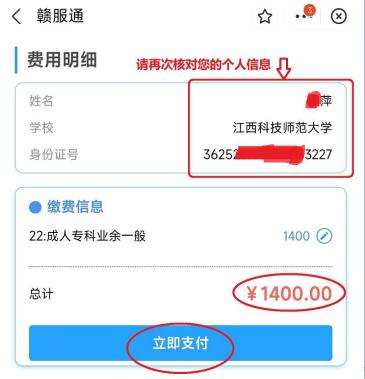 赣服通
3
费用明细
请再次核对您的个人信息
姓名 萍
学校 江西科技师范大学
身份证号 36252 3227
缴费信息
22:成人专科业余一般 1400
总计 ¥1400.00
立即支付